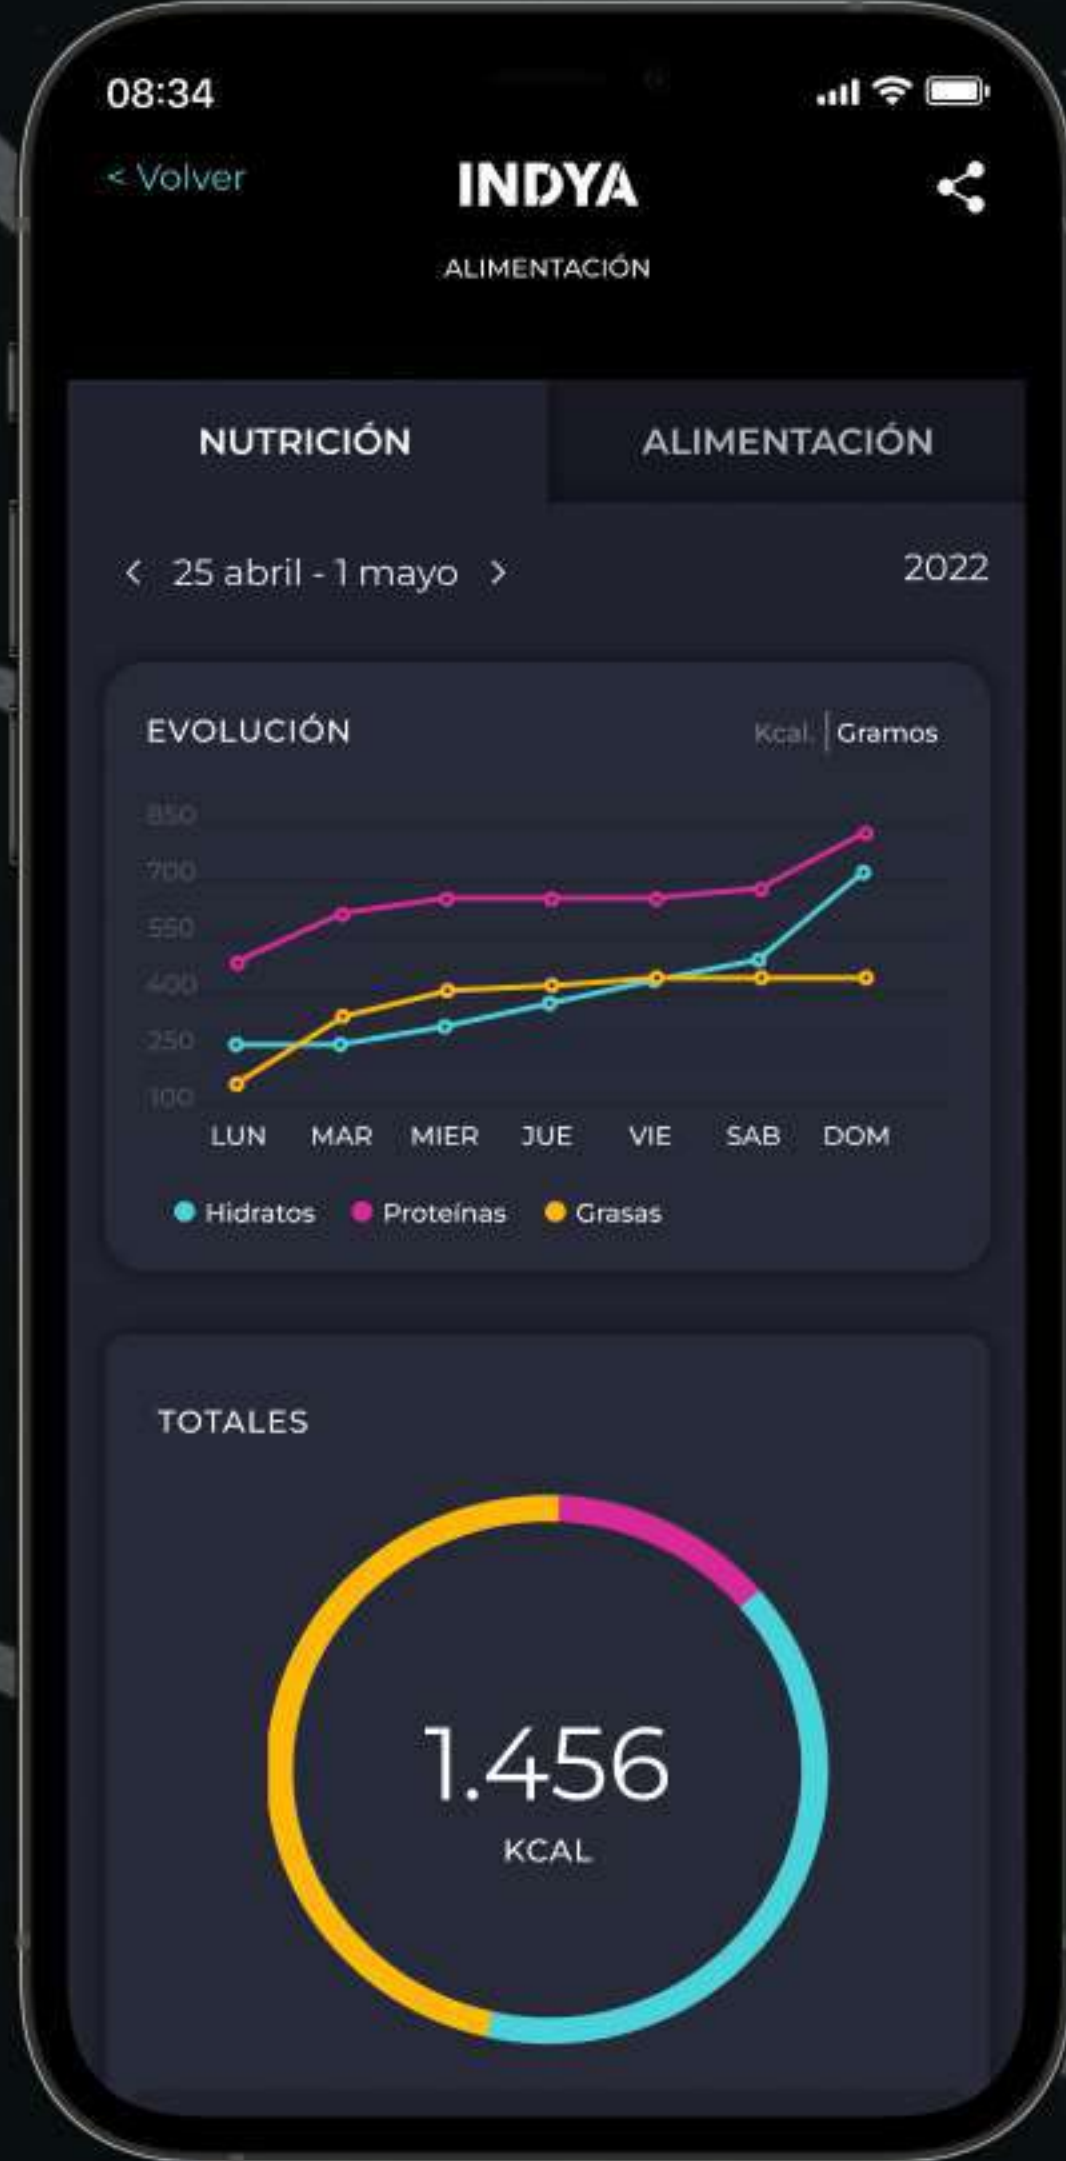 08:34
< Volver
INDYA
ALIMENTACIÓN
NUTRICIÓN ALIMENTACIÓN
< 25 abril - 1 mayo > 2022
EVOLUCIÓN Kcal. | Gramos
850
700
550
400
250
100
LUN MAR MIER JUE VIE SAB DOM
Hidratos Proteínas Grasas
TOTALES
1.456
KCAL